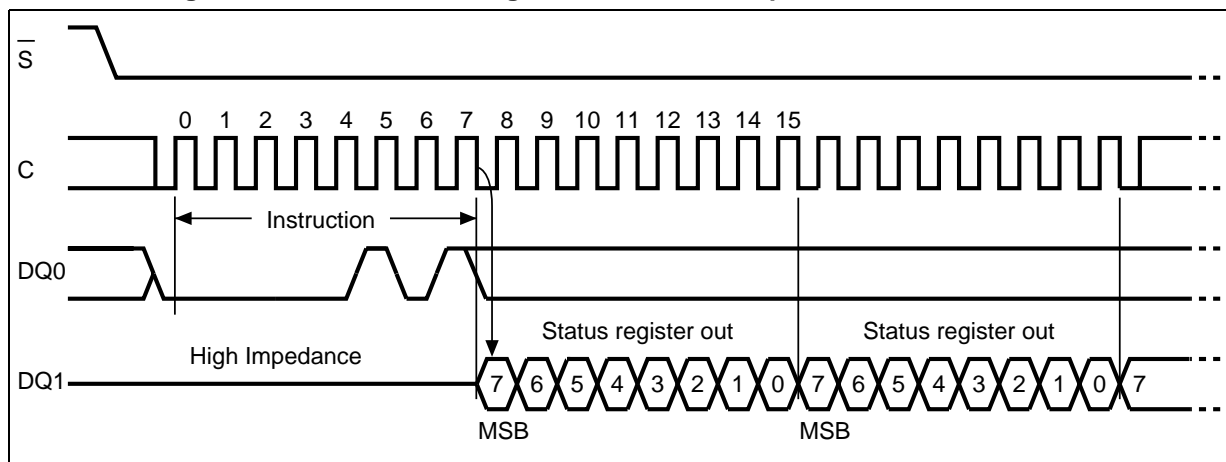 S
0 1 2 3 4 5 6 7 8 9 10 11 12 13 14 15
C
Instruction
DQ0
Status register out Status register out
High Impedance
DQ1 7 6 5 4 3 2 1 0 7 6 5 4 3 2 1 0 7
MSB MSB